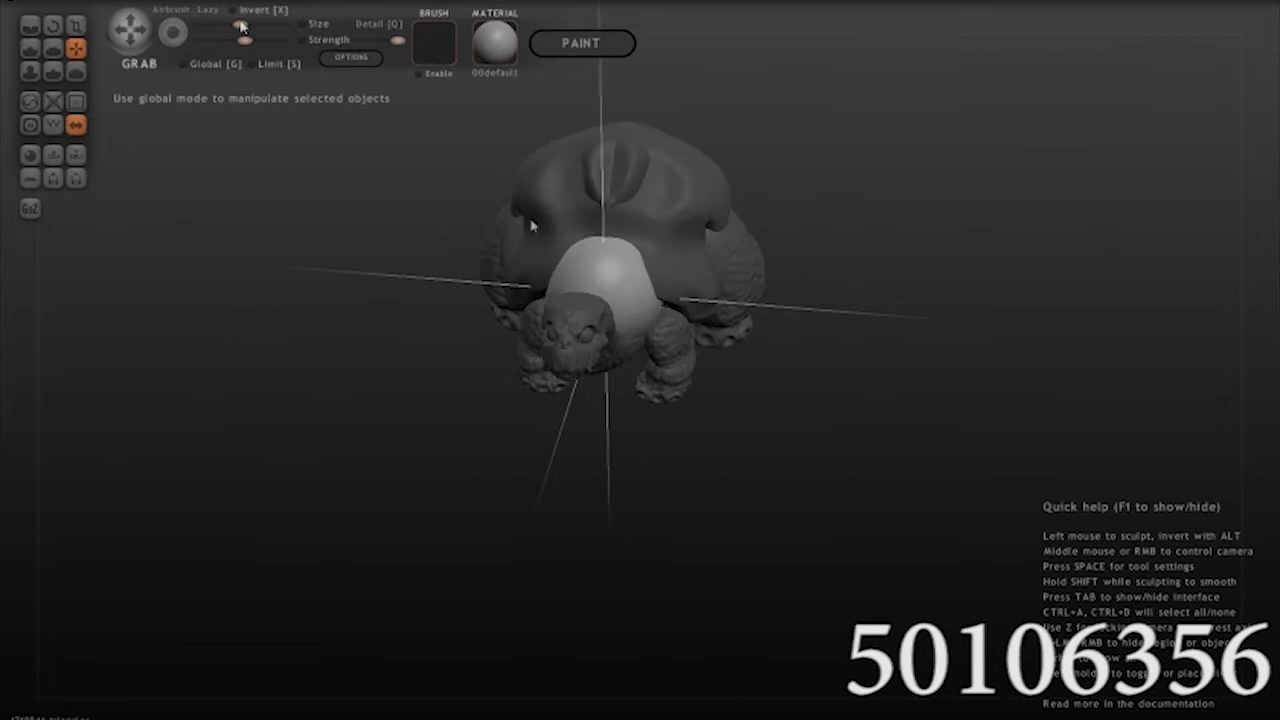 Airbrush Lazy Invert [X]
Size Detail [Q]
Strength
GRAB Global [G] Limit [S] OPTIONS
BRUSH
Enable
MATERIAL
00default
PAINT
Use global mode to manipulate selected objects
GoZ
Quick help (F1 to show/hide)
Left mouse to sculpt, invert with ALT
Middle mouse or RMB to control camera
Press SPACE for tool settings
Hold SHIFT while sculpting to smooth
Press TAB to show/hide interface
CTRL+A, CTRL+D will select all/none
50106356
Read more in the documentation